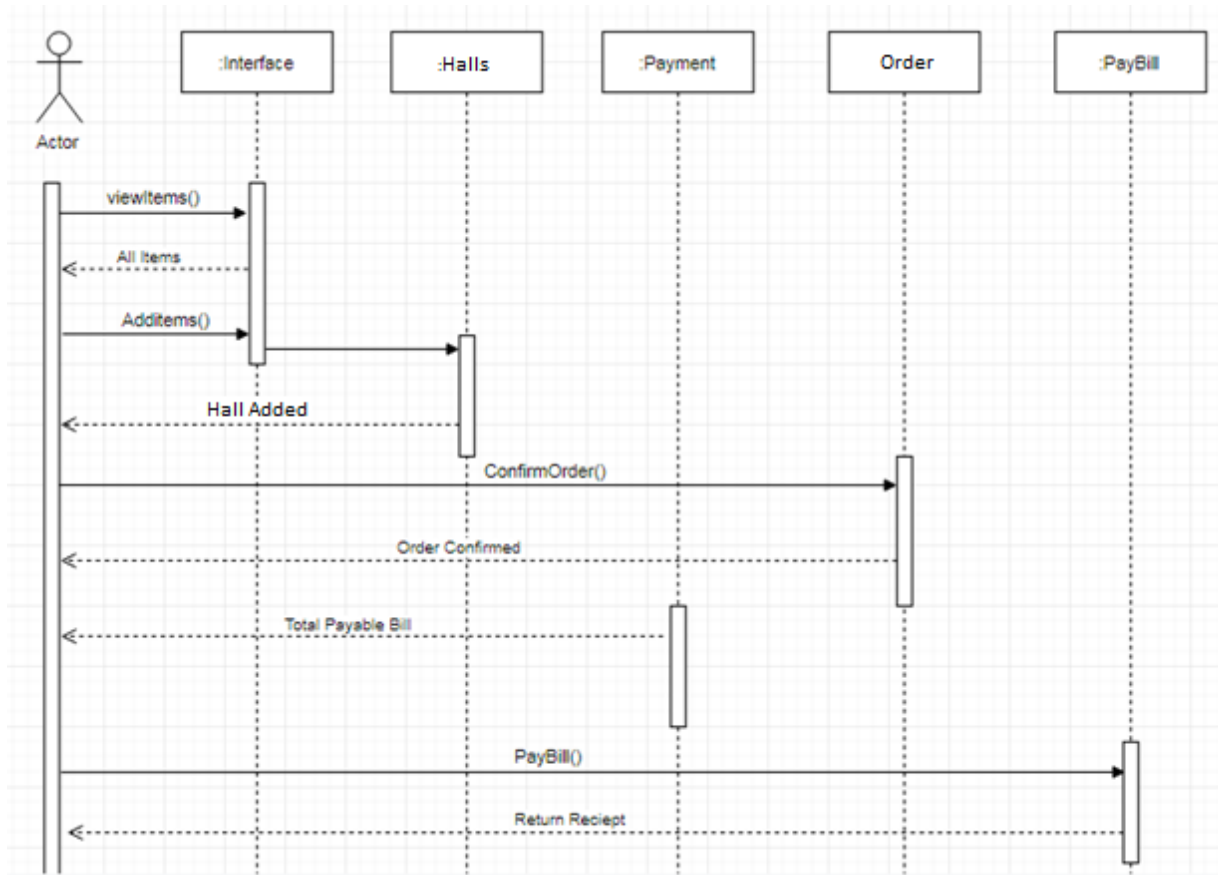 :Interface
:Halls
:Payment
Order
:PayBill
Actor
viewItems()
All Items
Additems()
Hall Added
ConfirmOrder()
Order Confirmed
Total Payable Bill
PayBill()
Return Reciept